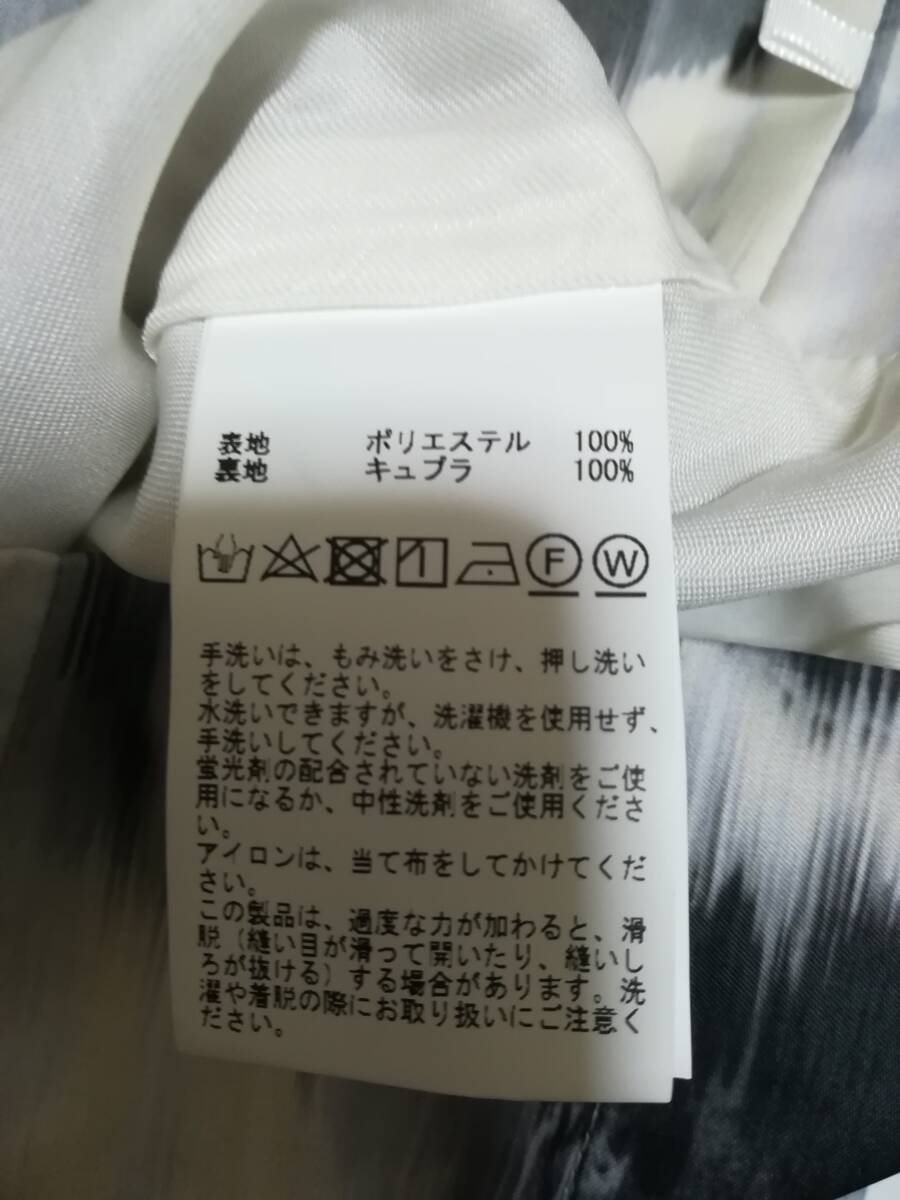 表地 ポリエステル 100%
裏地 キュプラ 100%
F W
手洗いは、もみ洗いをさけ、押し洗い
をしてください。
水洗いできますが、洗濯機を使用せず、
手洗いしてください。
蛍光剤の配合されていない洗剤をご使
用になるか、中性洗剤をご使用くださ
い。
アイロンは、当て布をしてかけてくだ
さい。
この製品は、過度な力が加わると、滑
脱(縫い目が滑って開いたり、縫いし
ろが抜ける)する場合があります。洗
濯や着脱の際にお取り扱いにご注意く
ださい。